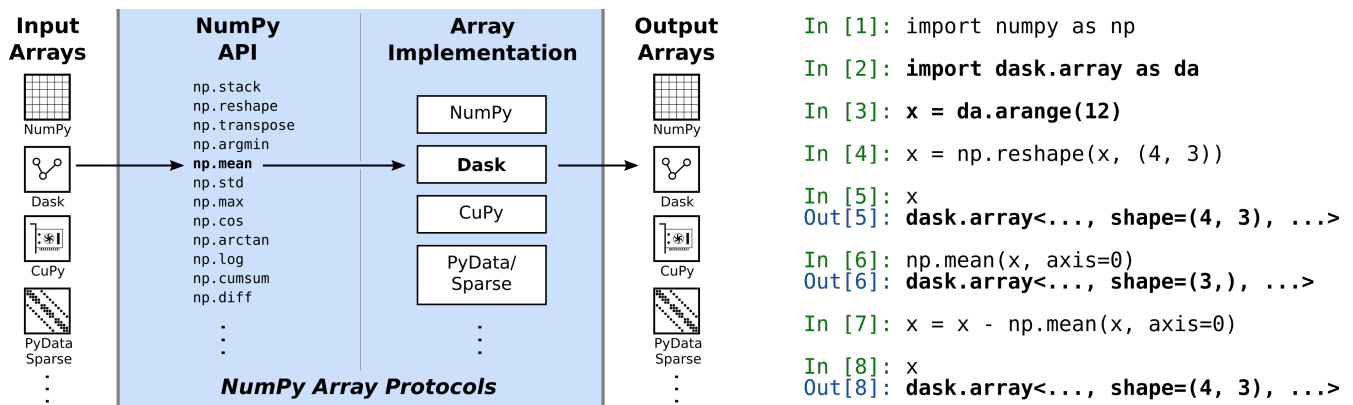 Input
Arrays
NumPy
Dask
CuPy
PyData
Sparse
NumPy
API
np.stack
np.reshape
np.transpose
np.argmin
np.mean
np.std
np.max
np.cos
np.arctan
np.log
np.cumsum
np.diff
Array
Implementation
NumPy
Dask
CuPy
PyData/
Sparse
NumPy Array Protocols
Output
Arrays
NumPy
Dask
CuPy
PyData
Sparse
In [1]: import numpy as np
In [2]: import dask.array as da
In [3]: x = da.arange(12)
In [4]: x = np.reshape(x, (4, 3))
In [5]: x
Out[5]: dask.array<..., shape=(4, 3), ...>
In [6]: np.mean(x, axis=0)
Out[6]: dask.array<..., shape=(3,), ...>
In [7]: x = x - np.mean(x, axis=0)
In [8]: x
Out[8]: dask.array<..., shape=(4, 3), ...>